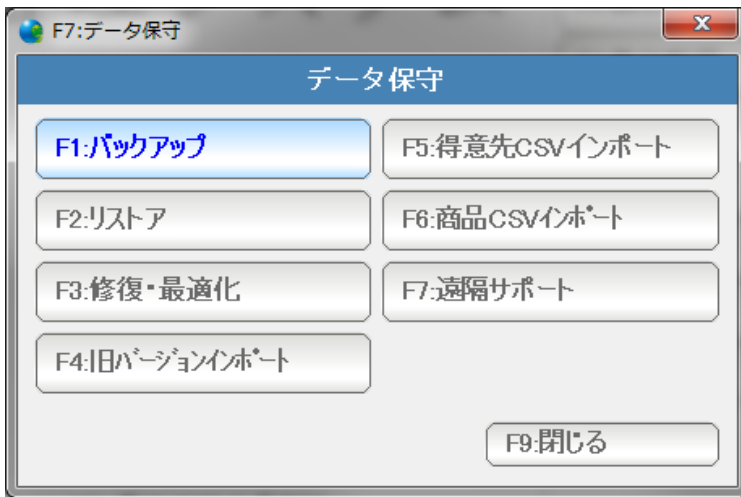 F7:データ保守
データ保守
F1:バックアップ
F2:リストア
F3:修復・最適化
F4:旧ﾊﾞｰｼﾞｮﾝｲﾝﾎﾟｰﾄ
F5:得意先CSVインポート
F6:商品CSVｲﾝﾎﾟｰﾄ
F7:遠隔サポート
F9:閉じる